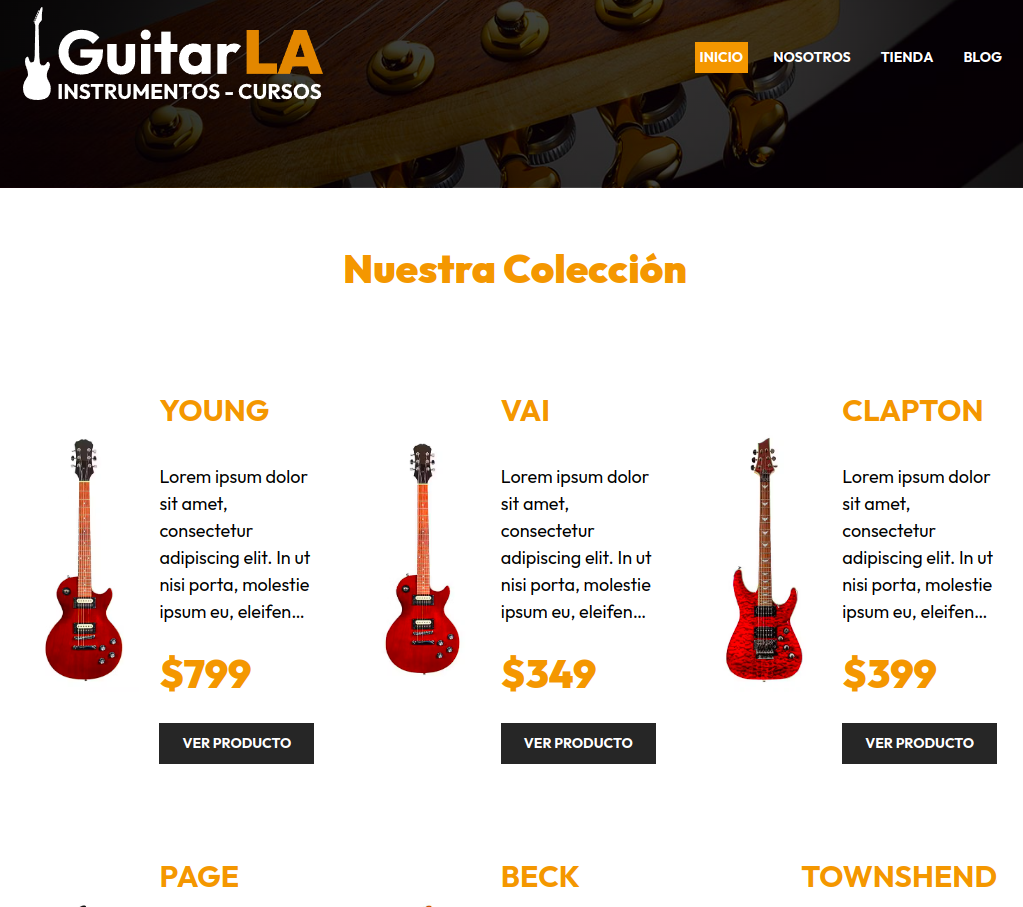 GuitarLA
INSTRUMENTOS - CURSOS
INICIO NOSOTROS TIENDA BLOG
Nuestra Colección
YOUNG
Lorem ipsum dolor
sit amet,
consectetur
adipiscing elit. In ut
nisi porta, molestie
ipsum eu, eleifen...
$799
VER PRODUCTO
VAI
Lorem ipsum dolor
sit amet,
consectetur
adipiscing elit. In ut
nisi porta, molestie
ipsum eu, eleifen...
$349
VER PRODUCTO
CLAPTON
Lorem ipsum dolor
sit amet,
consectetur
adipiscing elit. In ut
nisi porta, molestie
ipsum eu, eleifen...
$399
VER PRODUCTO
PAGE
BECK
TOWNSHEND